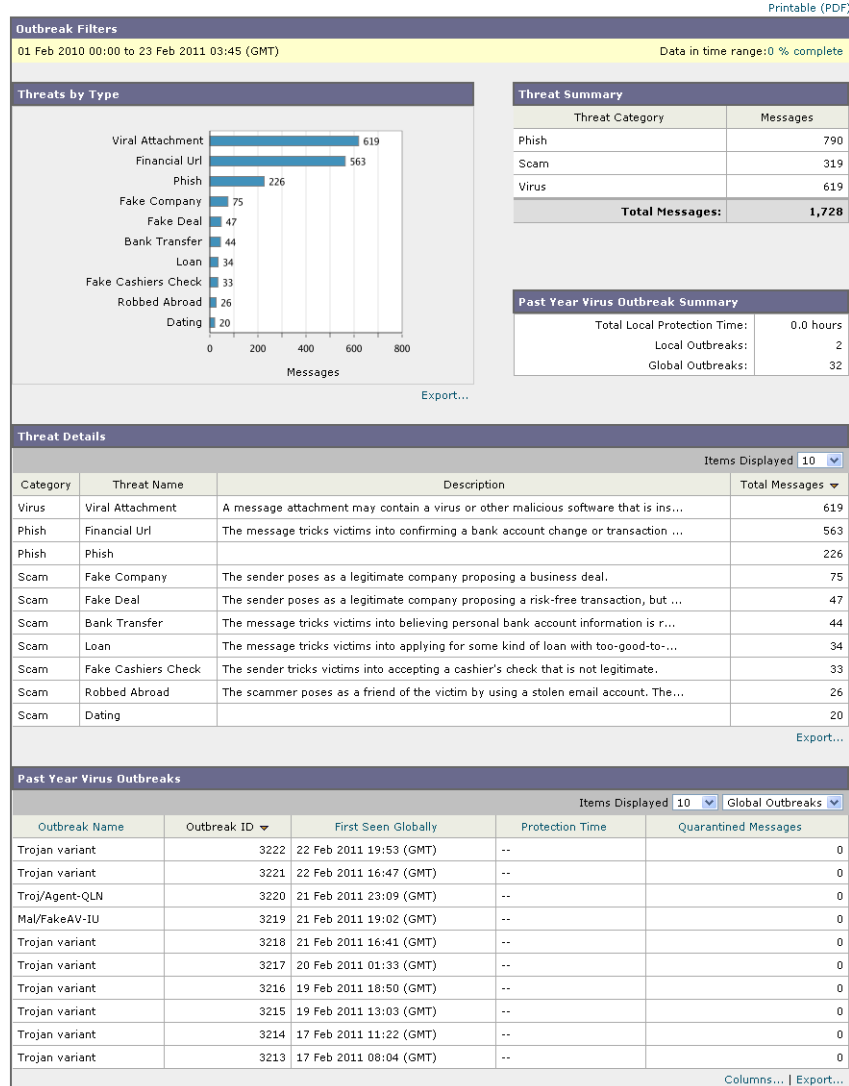 Printable (PDF)
Outbreak Filters
01 Feb 2010 00:00 to 23 Feb 2011 03:45 (GMT) Data in time range:0 % complete
Threats by Type
Viral Attachment 619
Financial Url 563
Phish 226
Fake Company 75
Fake Deal 47
Bank Transfer 44
Loan 34
Fake Cashiers Check 33
Robbed Abroad 26
Dating 20
0 200 400 600 800
Messages
Export...
Threat Summary
Threat Category Messages
Phish 790
Scam 319
Virus 619
Total Messages: 1,728
Past Year Virus Outbreak Summary
Total Local Protection Time: 0.0 hours
Local Outbreaks: 2
Global Outbreaks: 32
Threat Details
Items Displayed 10
Category Threat Name Description Total Messages
Virus Viral Attachment A message attachment may contain a virus or other malicious software that is ins... 619
Phish Financial Url The message tricks victims into confirming a bank account change or transaction ... 563
Phish Phish 226
Scam Fake Company The sender poses as a legitimate company proposing a business deal. 75
Scam Fake Deal The sender poses as a legitimate company proposing a risk-free transaction, but ... 47
Scam Bank Transfer The message tricks victims into believing personal bank account information is r... 44
Scam Loan The message tricks victims into applying for some kind of loan with too-good-to-... 34
Scam Fake Cashiers Check The sender tricks victims into accepting a cashier's check that is not legitimate. 33
Scam Robbed Abroad The scammer poses as a friend of the victim by using a stolen email account. The... 26
Scam Dating 20
Export...
Past Year Virus Outbreaks
Items Displayed 10 Global Outbreaks
Outbreak Name Outbreak ID First Seen Globally Protection Time Quarantined Messages
Trojan variant 3222 22 Feb 2011 19:53 (GMT) -- 0
Trojan variant 3221 22 Feb 2011 16:47 (GMT) -- 0
Troj/Agent-QLN 3220 21 Feb 2011 23:09 (GMT) -- 0
Mal/FakeAV-IU 3219 21 Feb 2011 19:02 (GMT) -- 0
Trojan variant 3218 21 Feb 2011 16:41 (GMT) -- 0
Trojan variant 3217 20 Feb 2011 01:33 (GMT) -- 0
Trojan variant 3216 19 Feb 2011 18:50 (GMT) -- 0
Trojan variant 3215 19 Feb 2011 13:03 (GMT) -- 0
Trojan variant 3214 17 Feb 2011 11:22 (GMT) -- 0
Trojan variant 3213 17 Feb 2011 08:04 (GMT) -- 0
Columns... | Export...